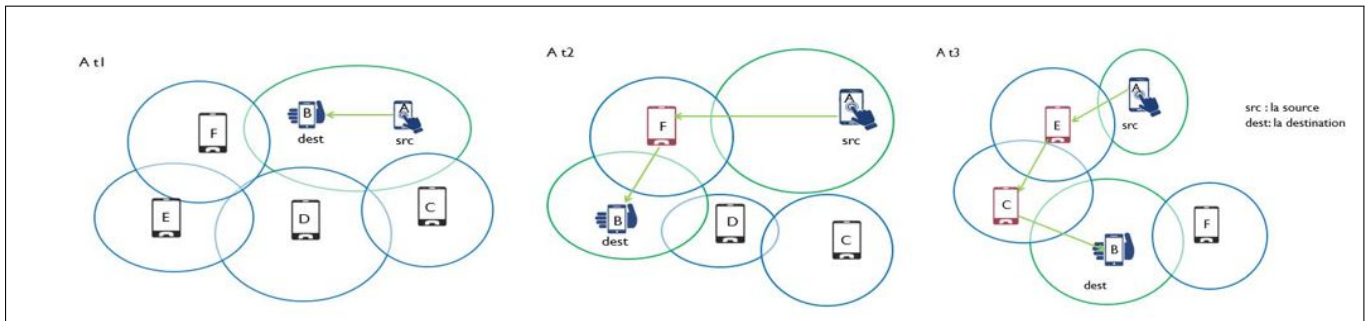 A t1
F
B
dest
A
src
E
D
C
A t2
F
A
src
B
dest
D
C
A t3
A
src
E
C
B
dest
F
src : la source
dest: la destination